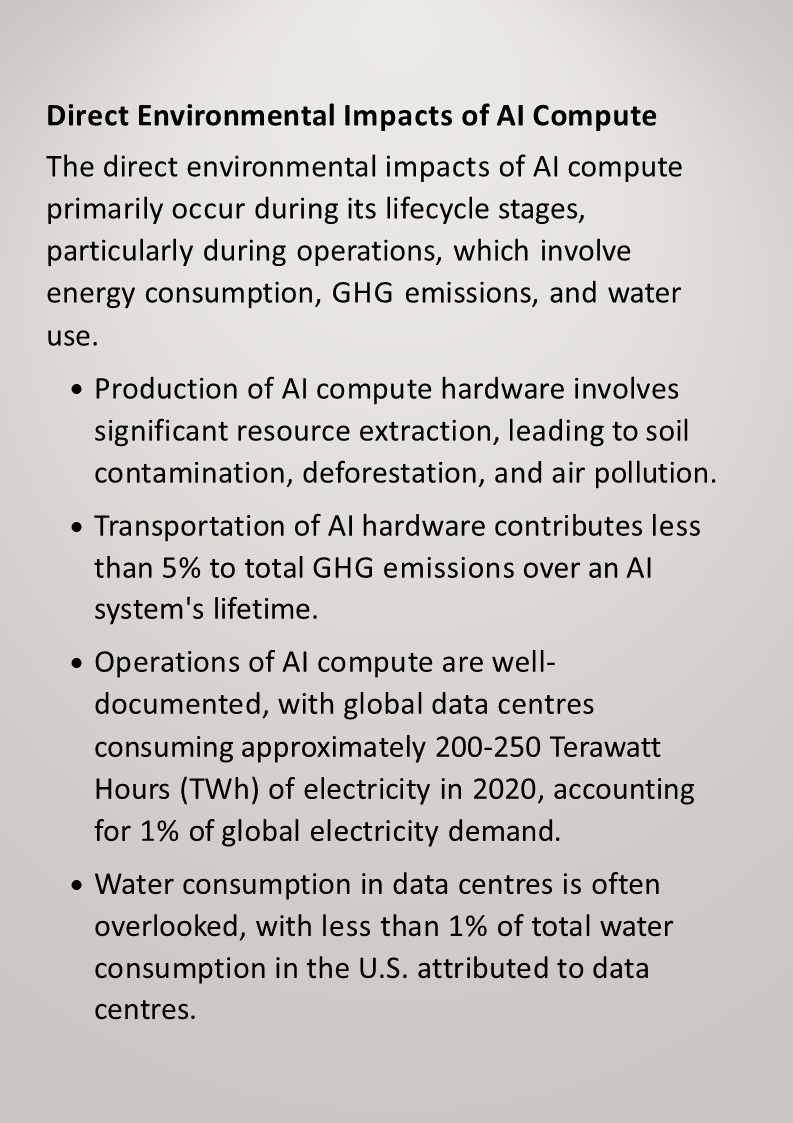 Direct Environmental Impacts of AI Compute
The direct environmental impacts of AI compute
primarily occur during its lifecycle stages,
particularly during operations, which involve
energy consumption, GHG emissions, and water
use.
• Production of AI compute hardware involves
significant resource extraction, leading to soil
contamination, deforestation, and air pollution.
• Transportation of AI hardware contributes less
than 5% to total GHG emissions over an AI
system's lifetime.
• Operations of AI compute are well-
documented, with global data centres
consuming approximately 200-250 Terawatt
Hours (TWh) of electricity in 2020, accounting
for 1% of global electricity demand.
• Water consumption in data centres is often
overlooked, with less than 1% of total water
consumption in the U.S. attributed to data
centres.